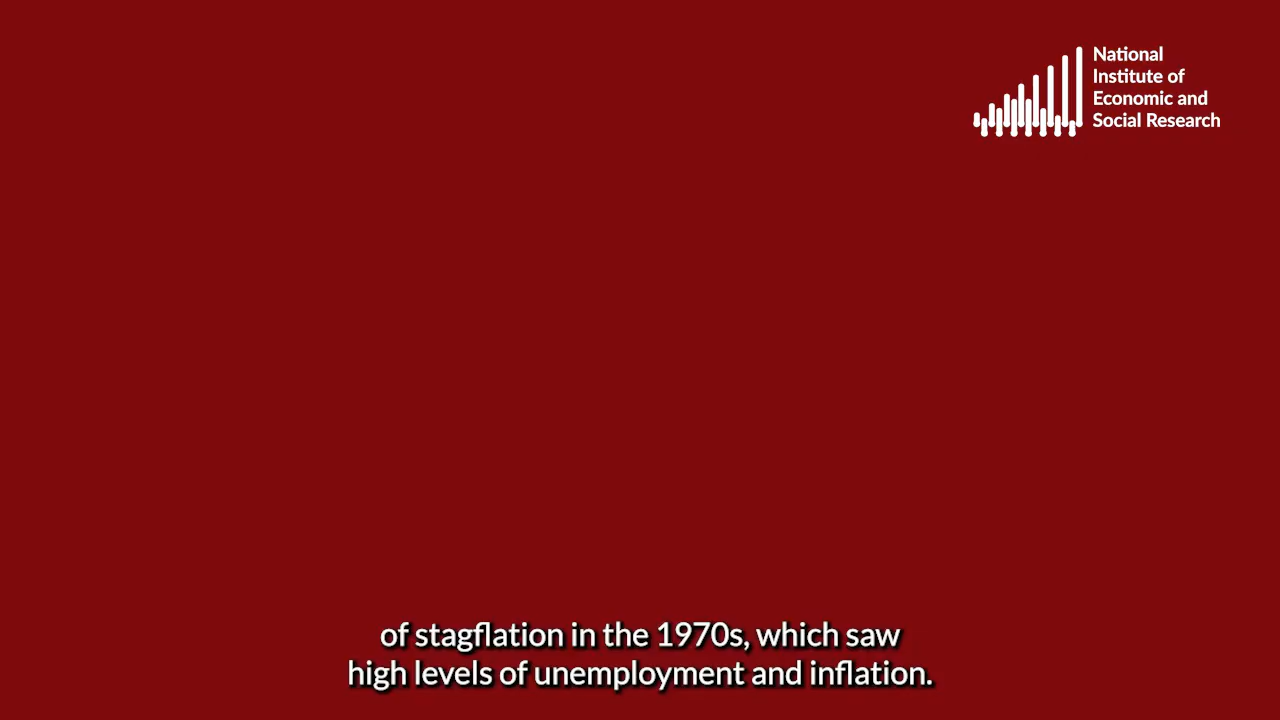 National
Institute of
Economic and
Social Research
of stagflation in the 1970s, which saw
high levels of unemployment and inflation.